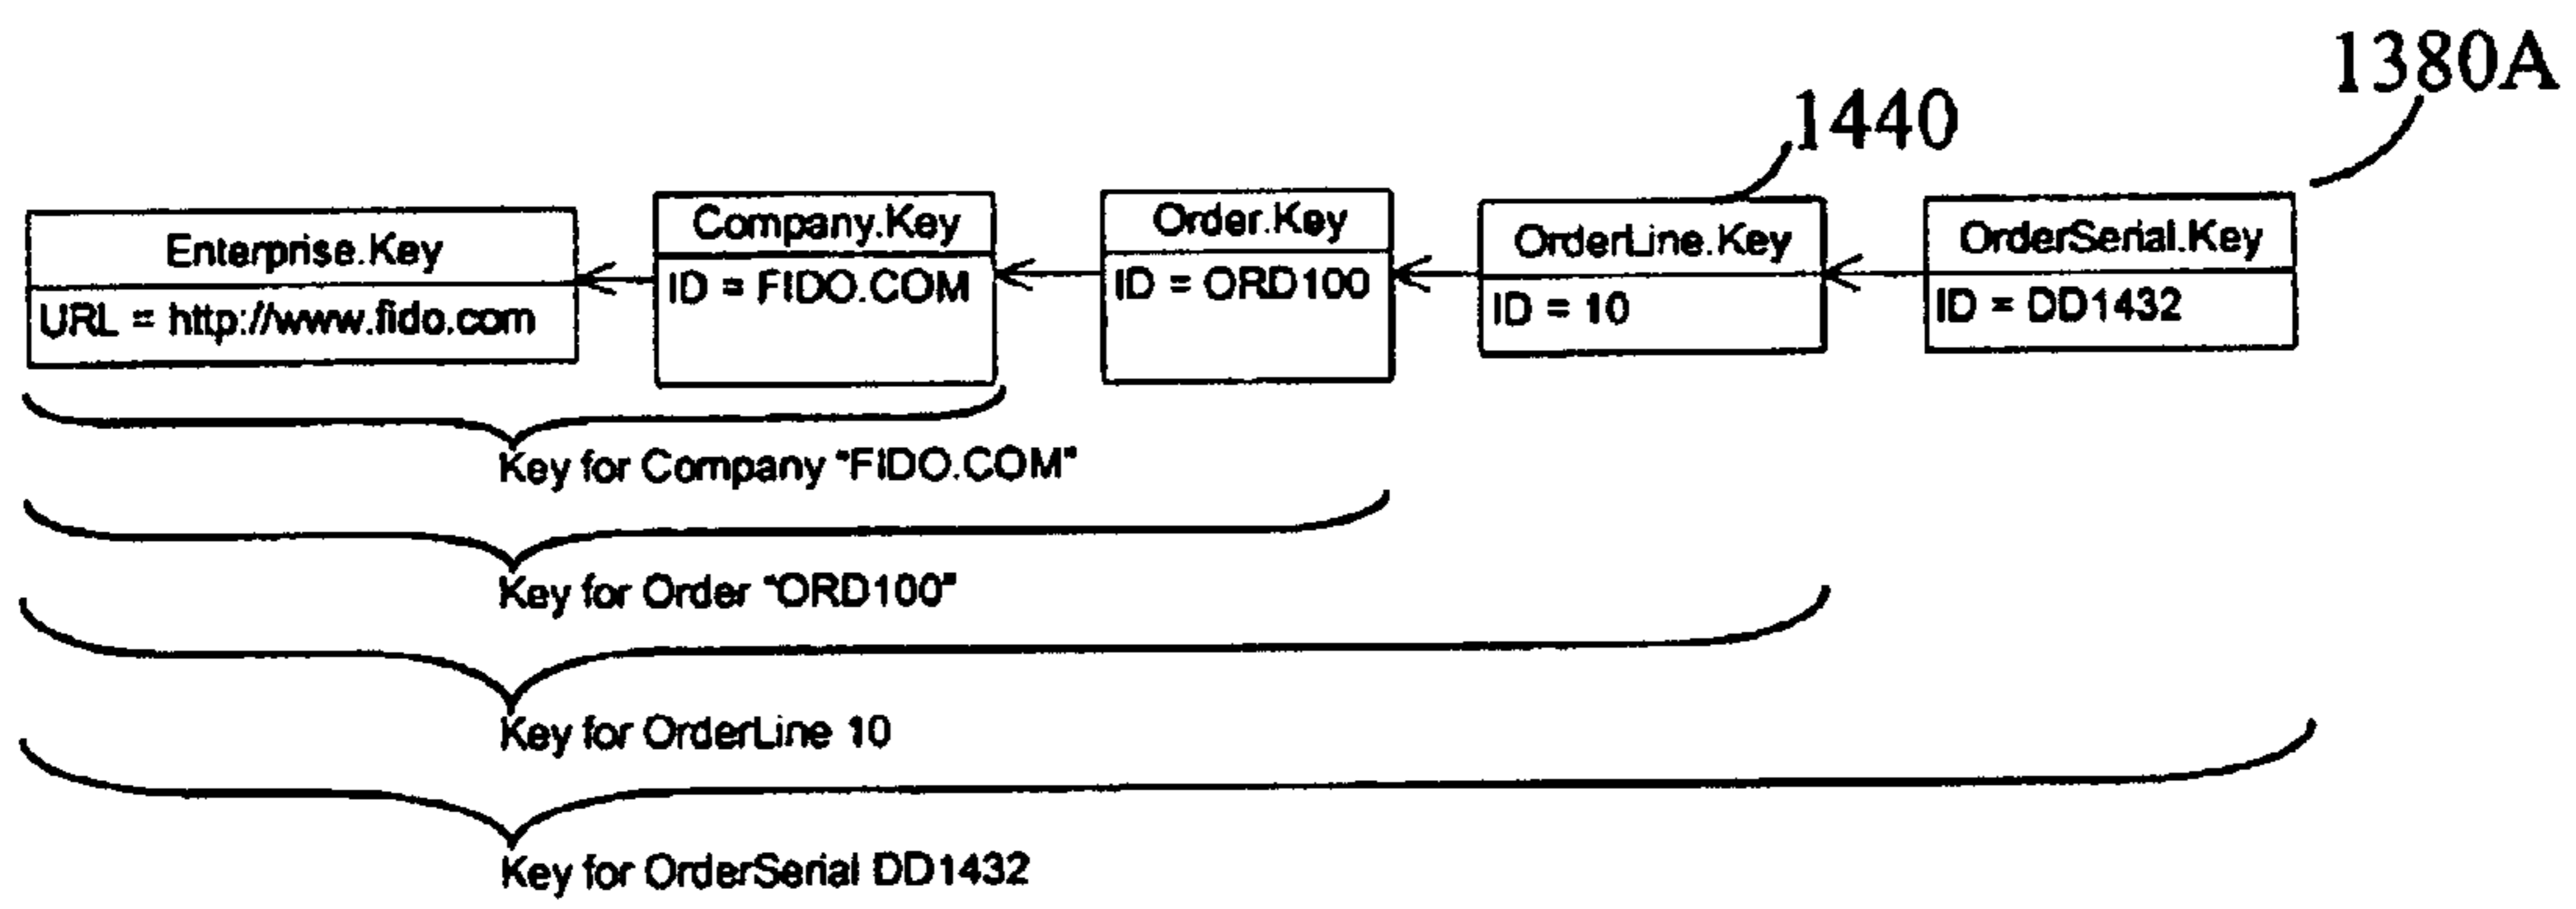 1380A
1440
Enterprise.Key
URL = http://www.fido.com
Company.Key
ID = FIDO.COM
Order.Key
ID = ORD100
OrderLine.Key
ID = 10
OrderSerial.Key
ID = DD1432
Key for Company "FIDO.COM"
Key for Order "ORD100"
Key for OrderLine 10
Key for OrderSerial DD1432